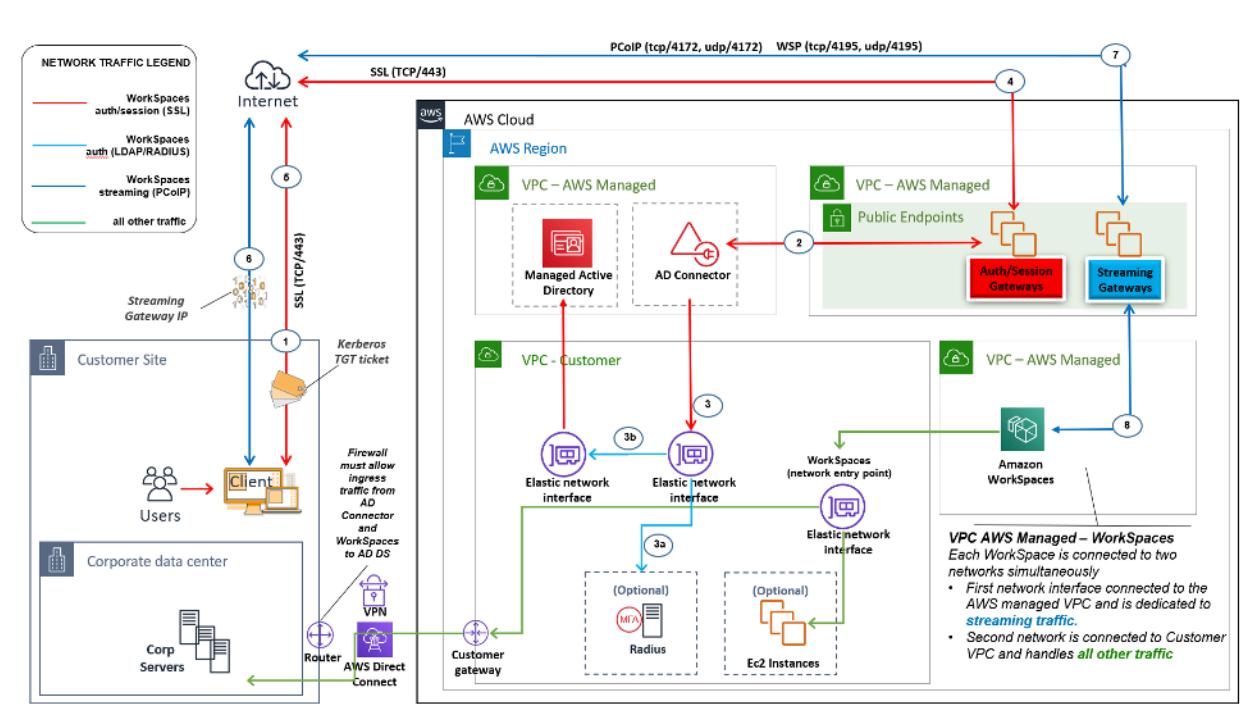 PCoIP (tcp/4172, udp/4172) WSP (tcp/4195, udp/4195)
7
NETWORK TRAFFIC LEGEND
WorkSpaces
auth/session (SSL)
WorkSpaces
auth (LDAP/RADIUS)
WorkSpaces
streaming (PCoIP)
all other traffic
Internet
SSL (TCP/443)
4
aws
AWS Cloud
AWS Region
VPC – AWS Managed
Managed Active
Directory
AD Connector
2
VPC – AWS Managed
Public Endpoints
Auth/Session
Gateways
Streaming
Gateways
5
6
SSL (TCP/443)
Streaming
Gateway IP
1
Kerberos
TGT ticket
Customer Site
Users
Client
Firewall
must allow
ingress
traffic from
AD
Connector
and
WorkSpaces
to AD DS
Corporate data center
Corp
Servers
VPN
Router
AWS Direct
Connect
VPC - Customer
3
3b
Elastic network
interface
Elastic network
interface
WorkSpaces
(network entry point)
Elastic network
interface
3a
(Optional)
MFA
Radius
(Optional)
Ec2 Instances
Customer
gateway
VPC – AWS Managed
8
Amazon
WorkSpaces
VPC AWS Managed – WorkSpaces
Each WorkSpace is connected to two
networks simultaneously
• First network interface connected to the
AWS managed VPC and is dedicated to
streaming traffic.
• Second network is connected to Customer
VPC and handles all other traffic